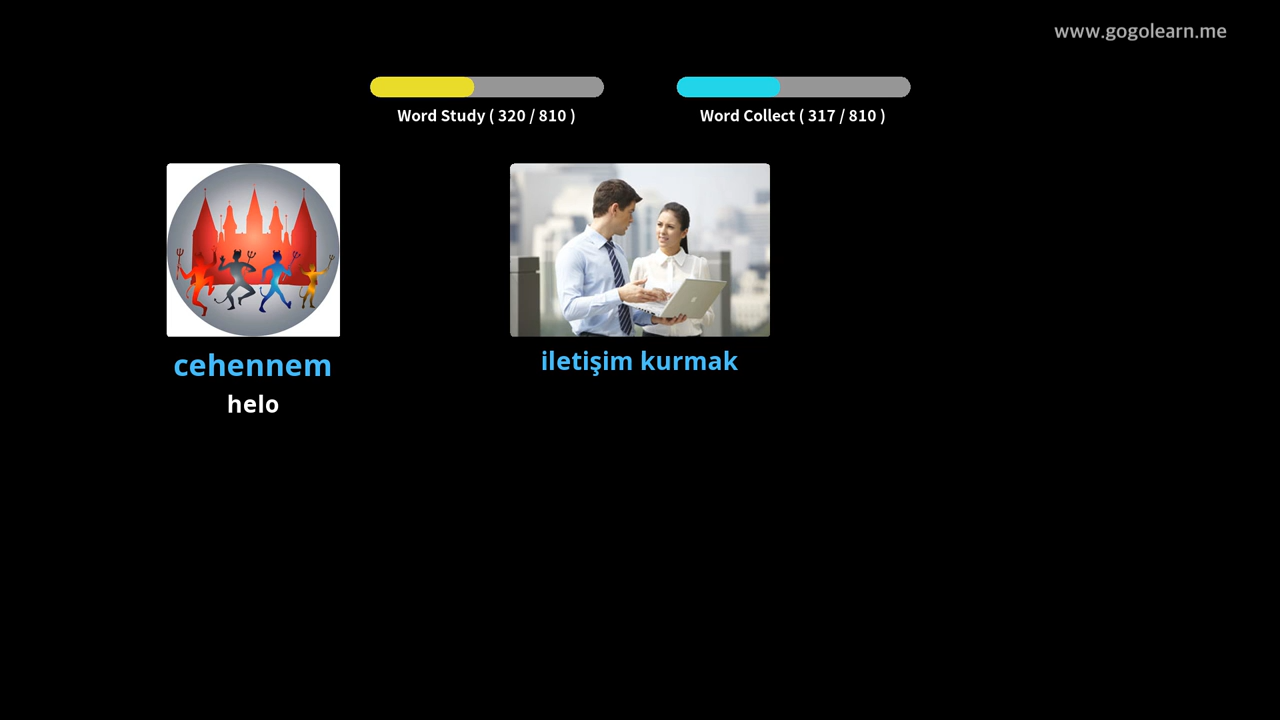 www.gogolearn.me
Word Study ( 320 / 810 )
Word Collect ( 317 / 810 )
cehennem
helo
iletişim kurmak